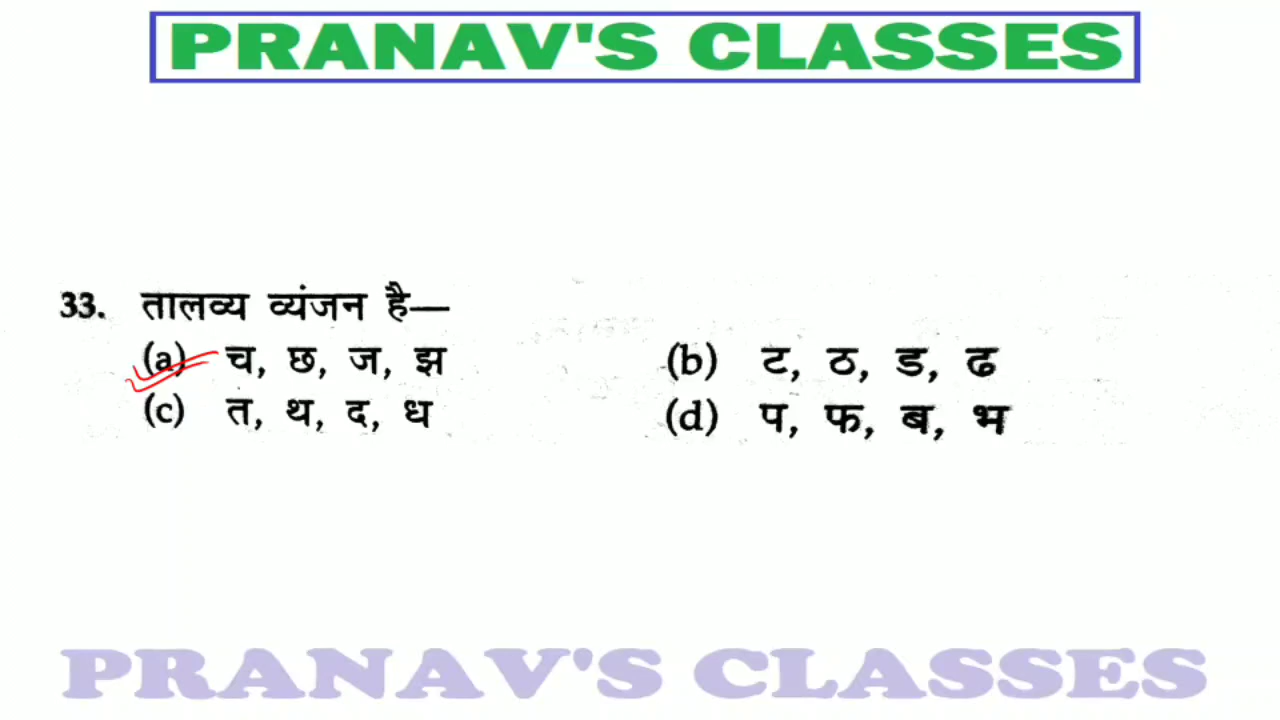 PRANAV'S CLASSES
33. तालव्य व्यंजन है—
(a) च, छ, ज, झ (b) ट, ठ, ड, ढ
(c) त, थ, द, ध (d) प, फ, ब, भ
PRANAV'S CLASSES